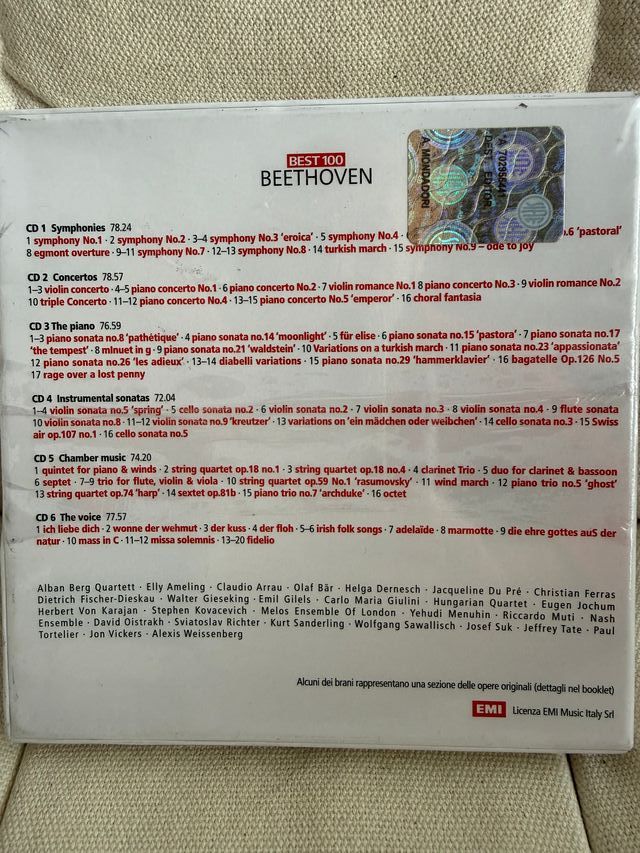 BEST 100
BEETHOVEN
A. MONDADORI
CD 1 Symphonies 78.24
1 symphony No.1 · 2 symphony No.2 · 3–4 symphony No.3 ‘eroica’ · 5 symphony No.4 · .6 ‘pastoral’
8 egmont overture · 9–11 symphony No.7 · 12–13 symphony No.8 · 14 turkish march · 15 symphony No.9 – ode to joy
CD 2 Concertos 78.57
1–3 violin concerto · 4–5 piano concerto No.1 · 6 piano concerto No.2 · 7 violin romance No.1 8 piano concerto No.3 · 9 violin romance No.2
10 triple Concerto · 11–12 piano concerto No.4 · 13–15 piano concerto No.5 ‘emperor’ · 16 choral fantasia
CD 3 The piano 76.59
1–3 piano sonata no.8 ‘pathétique’ · 4 piano sonata no.14 ‘moonlight’ · 5 für elise · 6 piano sonata no.15 ‘pastora’ · 7 piano sonata no.17
‘the tempest’ · 8 mInuet in g · 9 piano sonata no.21 ‘waldstein’ · 10 Variations on a turkish march · 11 piano sonata no.23 ‘appassionata’
12 piano sonata no.26 ‘les adieux’ · 13–14 diabelli variations · 15 piano sonata no.29 ‘hammerklavier’ · 16 bagatelle Op.126 No.5
17 rage over a lost penny
CD 4 Instrumental sonatas 72.04
1–4 violin sonata no.5 ‘spring’ · 5 cello sonata no.2 · 6 violin sonata no.2 · 7 violin sonata no.3 · 8 violin sonata no.4 · 9 flute sonata
10 violin sonata no.8 · 11–12 violin sonata no.9 ‘kreutzer’ · 13 variations on ‘ein mädchen oder weibchen’ · 14 cello sonata no.3 · 15 Swiss
air op.107 no.1 · 16 cello sonata no.5
CD 5 Chamber music 74.20
1 quintet for piano & winds · 2 string quartet op.18 no.1 · 3 string quartet op.18 no.4 · 4 clarinet Trio · 5 duo for clarinet & bassoon
6 septet · 7–9 trio for flute, violin & viola · 10 string quartet op.59 No.1 ‘rasumovsky’ · 11 wind march · 12 piano trio no.5 ‘ghost’
13 string quartet op.74 ‘harp’ · 14 sextet op.81b · 15 piano trio no.7 ‘archduke’ · 16 octet
CD 6 The voice 77.57
1 ich liebe dich · 2 wonne der wehmut · 3 der kuss · 4 der floh · 5–6 irish folk songs · 7 adelaïde · 8 marmotte · 9 die ehre gottes auS der
natur · 10 mass in C · 11–12 missa solemnis · 13–20 fidelio
Alban Berg Quartett · Elly Ameling · Claudio Arrau · Olaf Bär · Helga Dernesch · Jacqueline Du Pré · Christian Ferras
Dietrich Fischer-Dieskau · Walter Gieseking · Emil Gilels · Carlo Maria Giulini · Hungarian Quartet · Eugen Jochum
Herbert Von Karajan · Stephen Kovacevich · Melos Ensemble Of London · Yehudi Menuhin · Riccardo Muti · Nash
Ensemble · David Oistrakh · Sviatoslav Richter · Kurt Sanderling · Wolfgang Sawallisch · Josef Suk · Jeffrey Tate · Paul
Tortelier · Jon Vickers · Alexis Weissenberg
Alcuni dei brani rappresentano una sezione delle opere originali (dettagli nel booklet)
EMI Licenza EMI Music Italy Srl